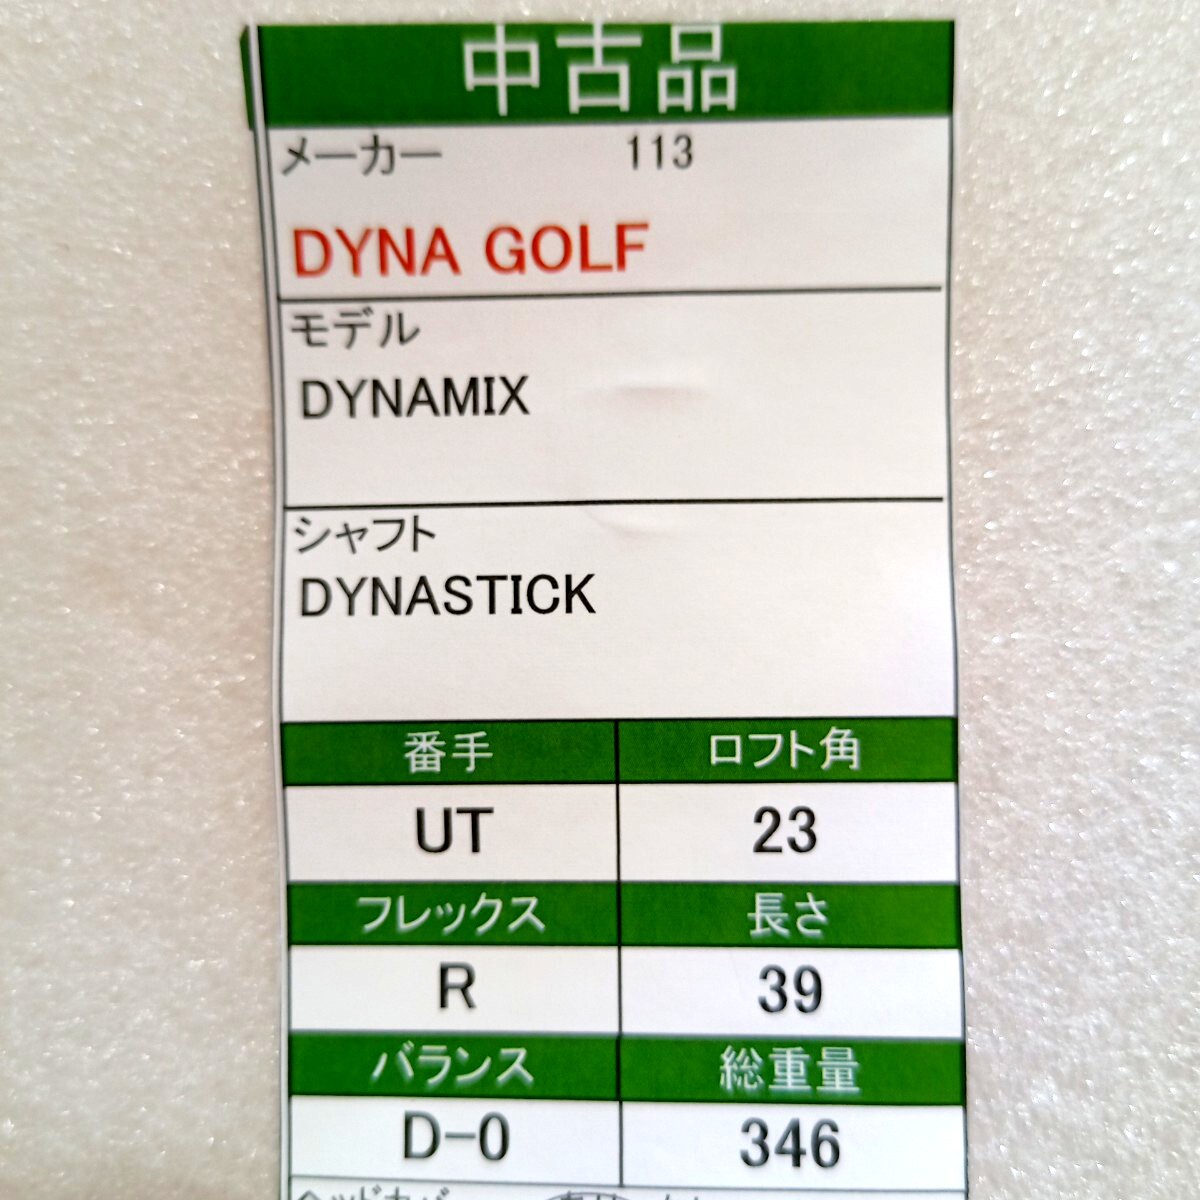 中古品
メーカー 113
DYNA GOLF
モデル
DYNAMIX
シャフト
DYNASTICK
番手 ロフト角
UT 23
フレックス 長さ
R 39
バランス 総重量
D-0 346